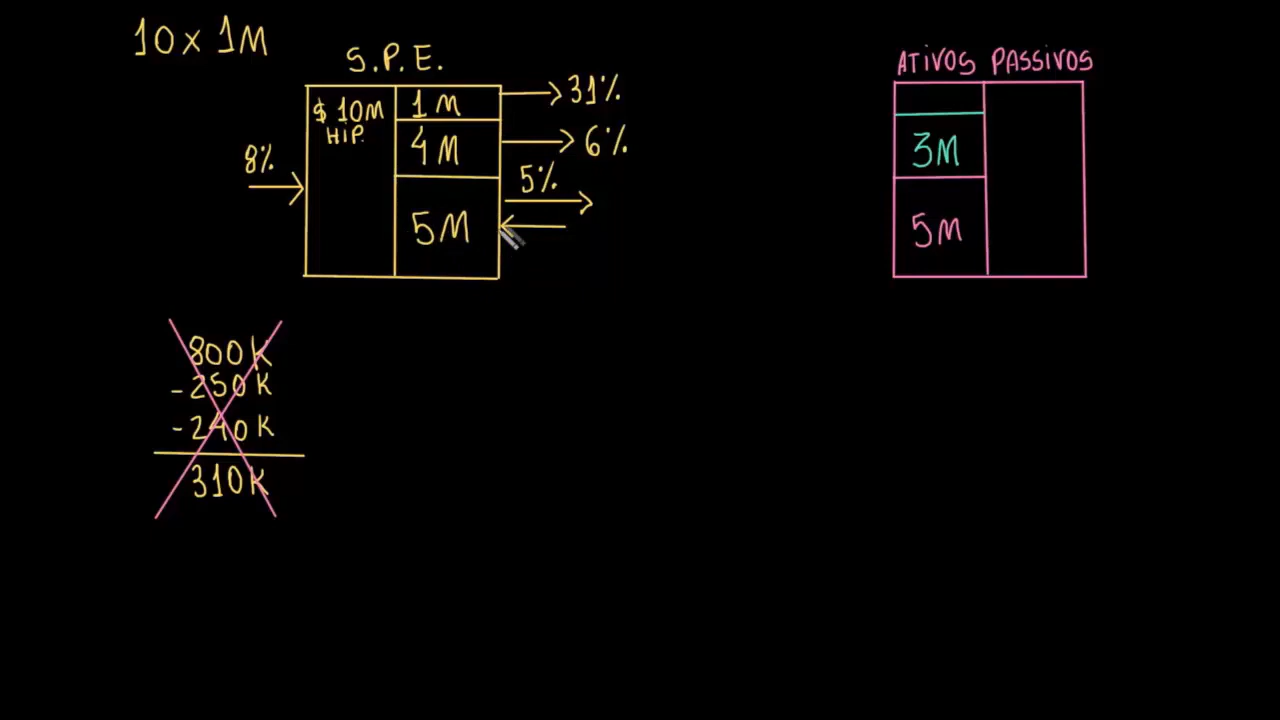 10 x 1M
S.P.E.
$ 10M
HIP.
1M
4M
5M
8%
31%
6%
5%
ATIVOS PASSIVOS
3M
5M
800K
-250K
-240K
310K